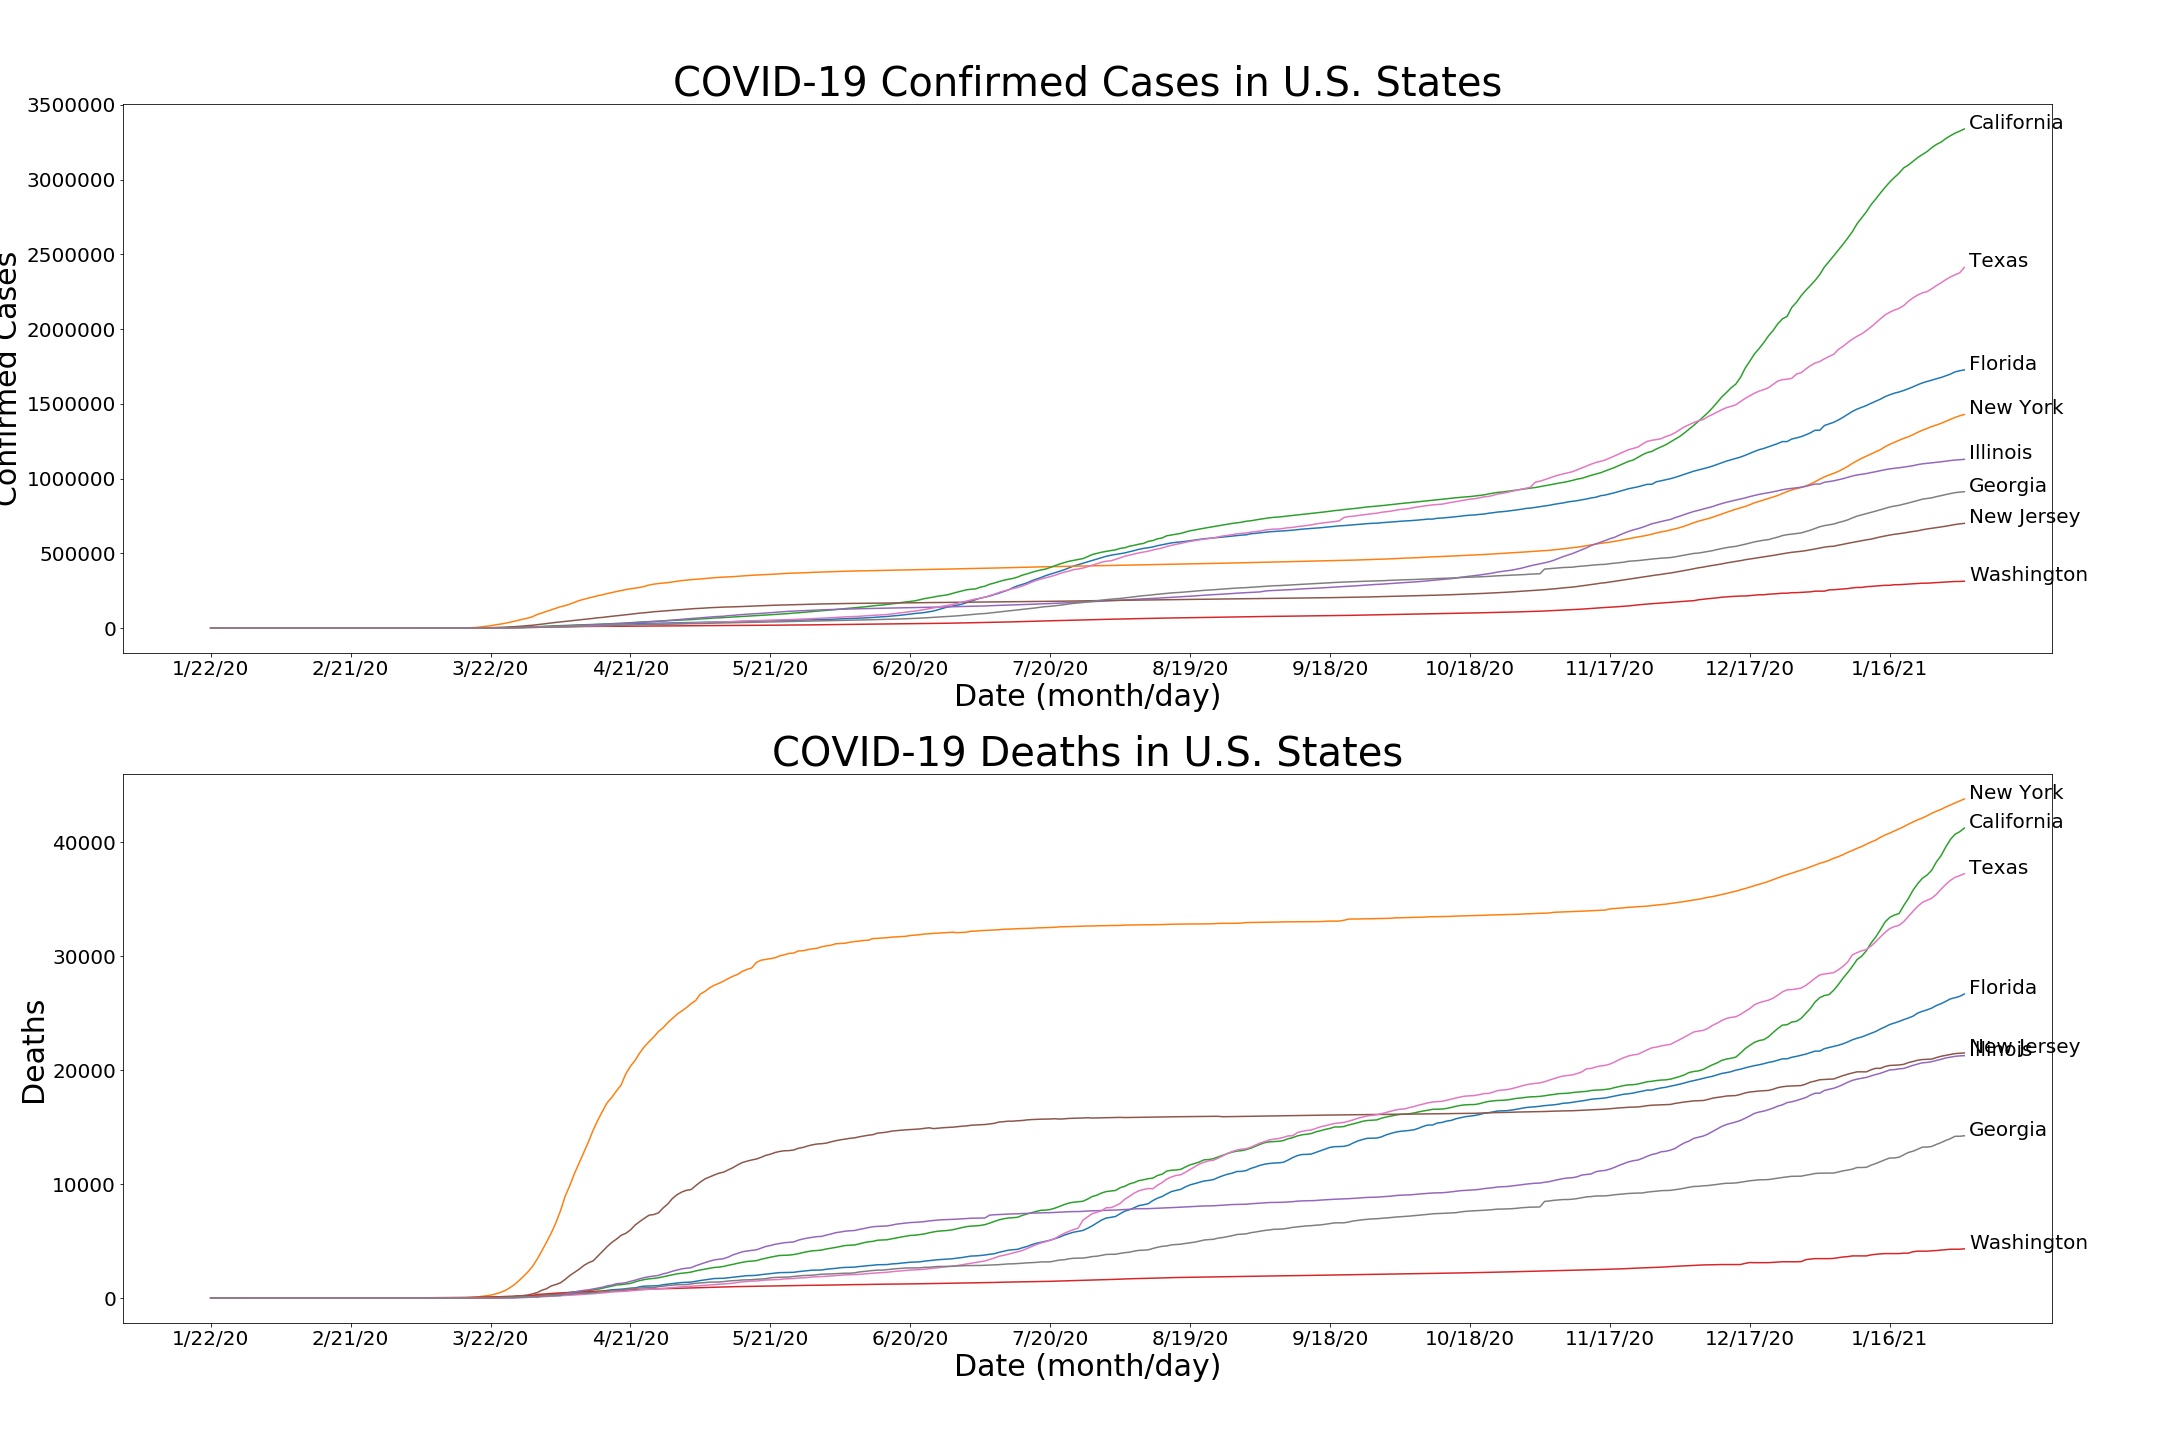 COVID-19 Confirmed Cases in U.S. States
Confirmed Cases
3500000
3000000
2500000
2000000
1500000
1000000
500000
0
California
Texas
Florida
New York
Illinois
Georgia
New Jersey
Washington
1/22/20 2/21/20 3/22/20 4/21/20 5/21/20 6/20/20 7/20/20 8/19/20 9/18/20 10/18/20 11/17/20 12/17/20 1/16/21
Date (month/day)
COVID-19 Deaths in U.S. States
Deaths
40000
30000
20000
10000
0
New York
California
Texas
Florida
New Jersey
Illinois
Georgia
Washington
1/22/20 2/21/20 3/22/20 4/21/20 5/21/20 6/20/20 7/20/20 8/19/20 9/18/20 10/18/20 11/17/20 12/17/20 1/16/21
Date (month/day)